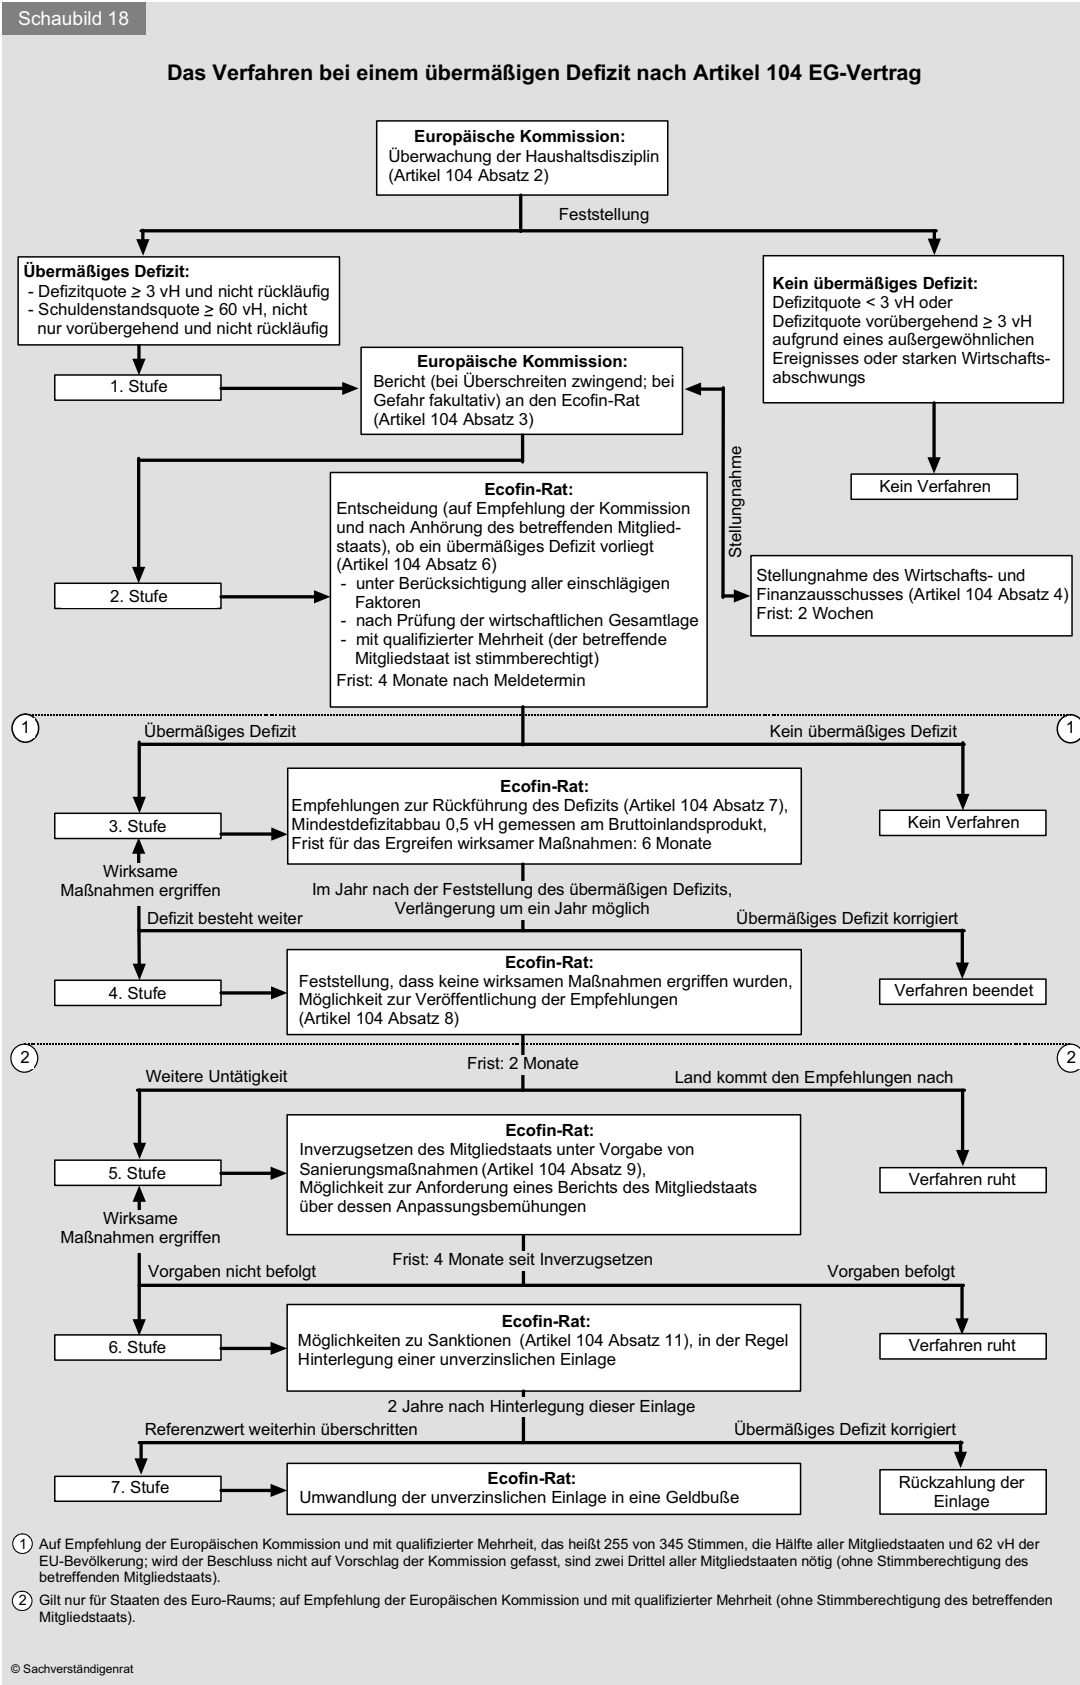 Schaubild 18
Das Verfahren bei einem übermäßigen Defizit nach Artikel 104 EG-Vertrag
Europäische Kommission:
Überwachung der Haushaltsdisziplin
(Artikel 104 Absatz 2)
Feststellung
Übermäßiges Defizit:
- Defizitquote ≥ 3 vH und nicht rückläufig
- Schuldenstandsquote ≥ 60 vH, nicht
nur vorübergehend und nicht rückläufig
Kein übermäßiges Defizit:
Defizitquote < 3 vH oder
Defizitquote vorübergehend ≥ 3 vH
aufgrund eines außergewöhnlichen
Ereignisses oder starken Wirtschafts-
abschwungs
1. Stufe
Europäische Kommission:
Bericht (bei Überschreiten zwingend; bei
Gefahr fakultativ) an den Ecofin-Rat
(Artikel 104 Absatz 3)
Kein Verfahren
Stellungnahme
2. Stufe
Ecofin-Rat:
Entscheidung (auf Empfehlung der Kommission
und nach Anhörung des betreffenden Mitglied-
staats), ob ein übermäßiges Defizit vorliegt
(Artikel 104 Absatz 6)
- unter Berücksichtigung aller einschlägigen
Faktoren
- nach Prüfung der wirtschaftlichen Gesamtlage
- mit qualifizierter Mehrheit (der betreffende
Mitgliedstaat ist stimmberechtigt)
Frist: 4 Monate nach Meldetermin
Stellungnahme des Wirtschafts- und
Finanzausschusses (Artikel 104 Absatz 4)
Frist: 2 Wochen
1
1
Übermäßiges Defizit
Kein übermäßiges Defizit
3. Stufe
Ecofin-Rat:
Empfehlungen zur Rückführung des Defizits (Artikel 104 Absatz 7),
Mindestdefizitabbau 0,5 vH gemessen am Bruttoinlandsprodukt,
Frist für das Ergreifen wirksamer Maßnahmen: 6 Monate
Kein Verfahren
Wirksame
Maßnahmen ergriffen
Im Jahr nach der Feststellung des übermäßigen Defizits,
Verlängerung um ein Jahr möglich
Defizit besteht weiter
Übermäßiges Defizit korrigiert
4. Stufe
Ecofin-Rat:
Feststellung, dass keine wirksamen Maßnahmen ergriffen wurden,
Möglichkeit zur Veröffentlichung der Empfehlungen
(Artikel 104 Absatz 8)
Verfahren beendet
2
2
Frist: 2 Monate
Weitere Untätigkeit
Land kommt den Empfehlungen nach
5. Stufe
Ecofin-Rat:
Inverzugsetzen des Mitgliedstaats unter Vorgabe von
Sanierungsmaßnahmen (Artikel 104 Absatz 9),
Möglichkeit zur Anforderung eines Berichts des Mitgliedstaats
über dessen Anpassungsbemühungen
Verfahren ruht
Wirksame
Maßnahmen ergriffen
Frist: 4 Monate seit Inverzugsetzen
Vorgaben nicht befolgt
Vorgaben befolgt
6. Stufe
Ecofin-Rat:
Möglichkeiten zu Sanktionen (Artikel 104 Absatz 11), in der Regel
Hinterlegung einer unverzinslichen Einlage
Verfahren ruht
2 Jahre nach Hinterlegung dieser Einlage
Referenzwert weiterhin überschritten
Übermäßiges Defizit korrigiert
7. Stufe
Ecofin-Rat:
Umwandlung der unverzinslichen Einlage in eine Geldbuße
Rückzahlung der
Einlage
1 Auf Empfehlung der Europäischen Kommission und mit qualifizierter Mehrheit, das heißt 255 von 345 Stimmen, die Hälfte aller Mitgliedstaaten und 62 vH der
EU-Bevölkerung; wird der Beschluss nicht auf Vorschlag der Kommission gefasst, sind zwei Drittel aller Mitgliedstaaten nötig (ohne Stimmberechtigung des
betreffenden Mitgliedstaats).
2 Gilt nur für Staaten des Euro-Raums; auf Empfehlung der Europäischen Kommission und mit qualifizierter Mehrheit (ohne Stimmberechtigung des betreffenden
Mitgliedstaats).
© Sachverständigenrat